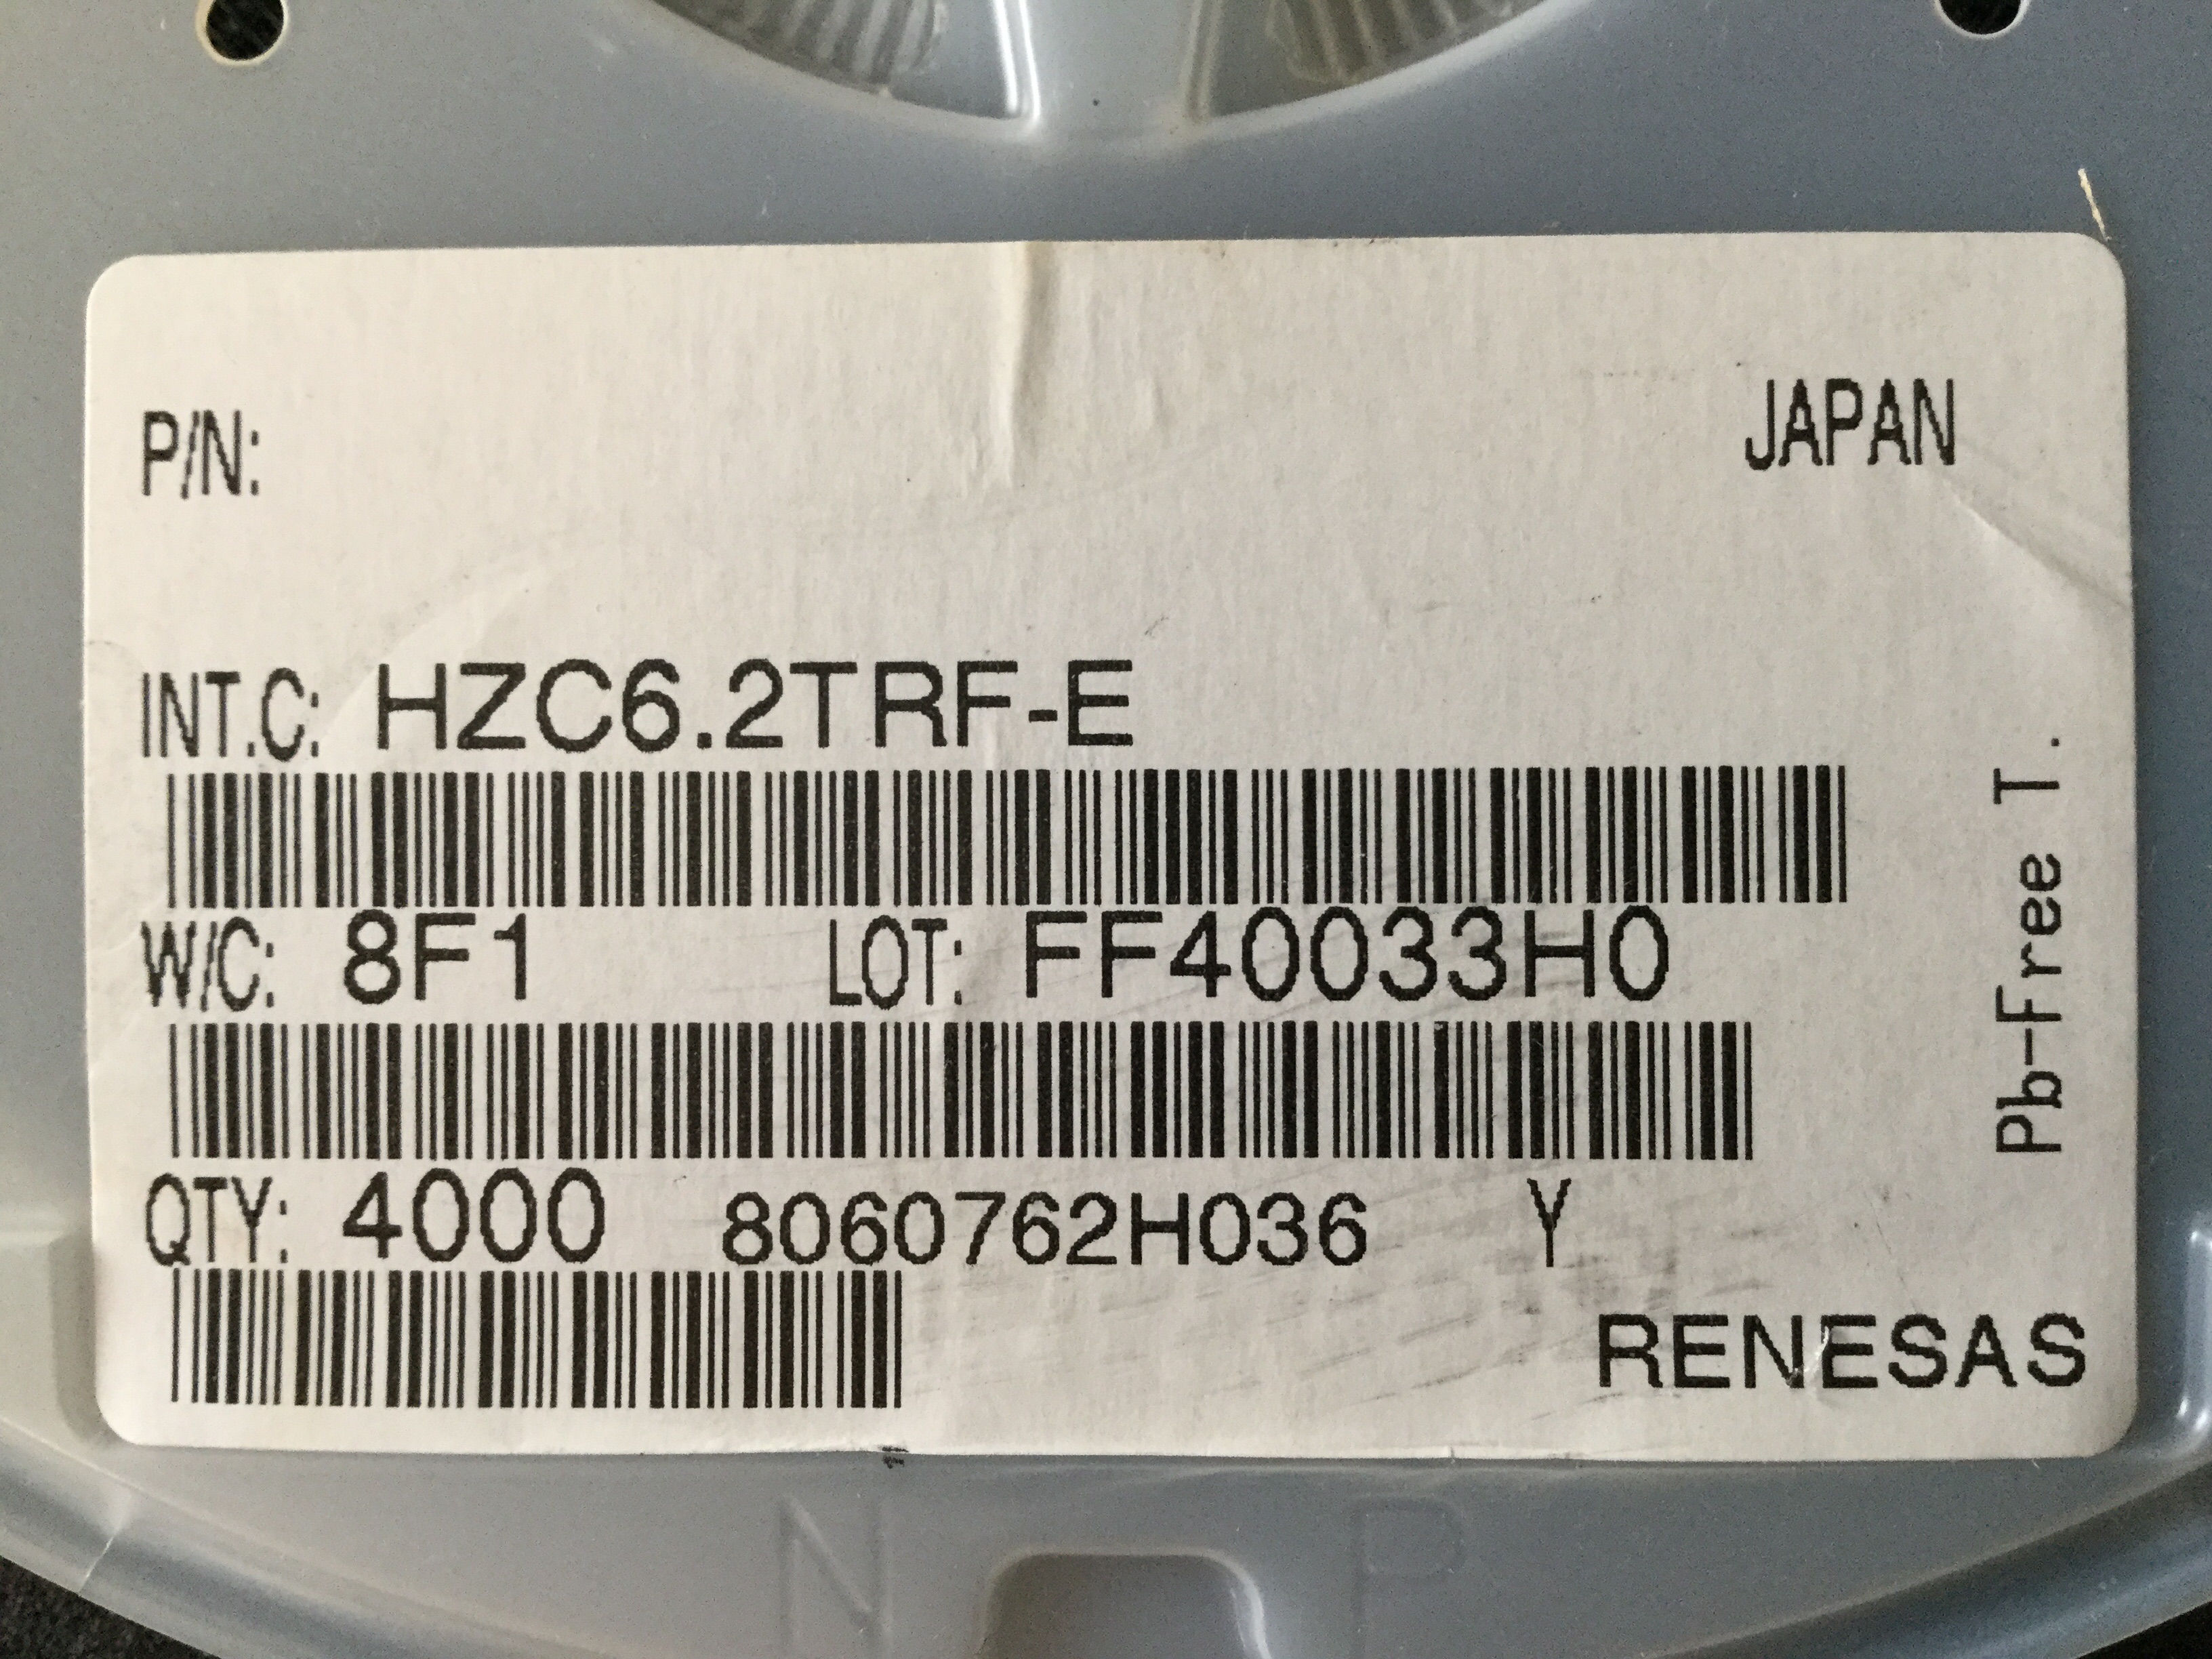 P/N:
JAPAN
INT.C: HZC6.2TRF-E
W/C: 8F1 LOT: FF40033H0
QTY: 4000 8060762H036 Y
Pb-Free T.
RENESAS
N P